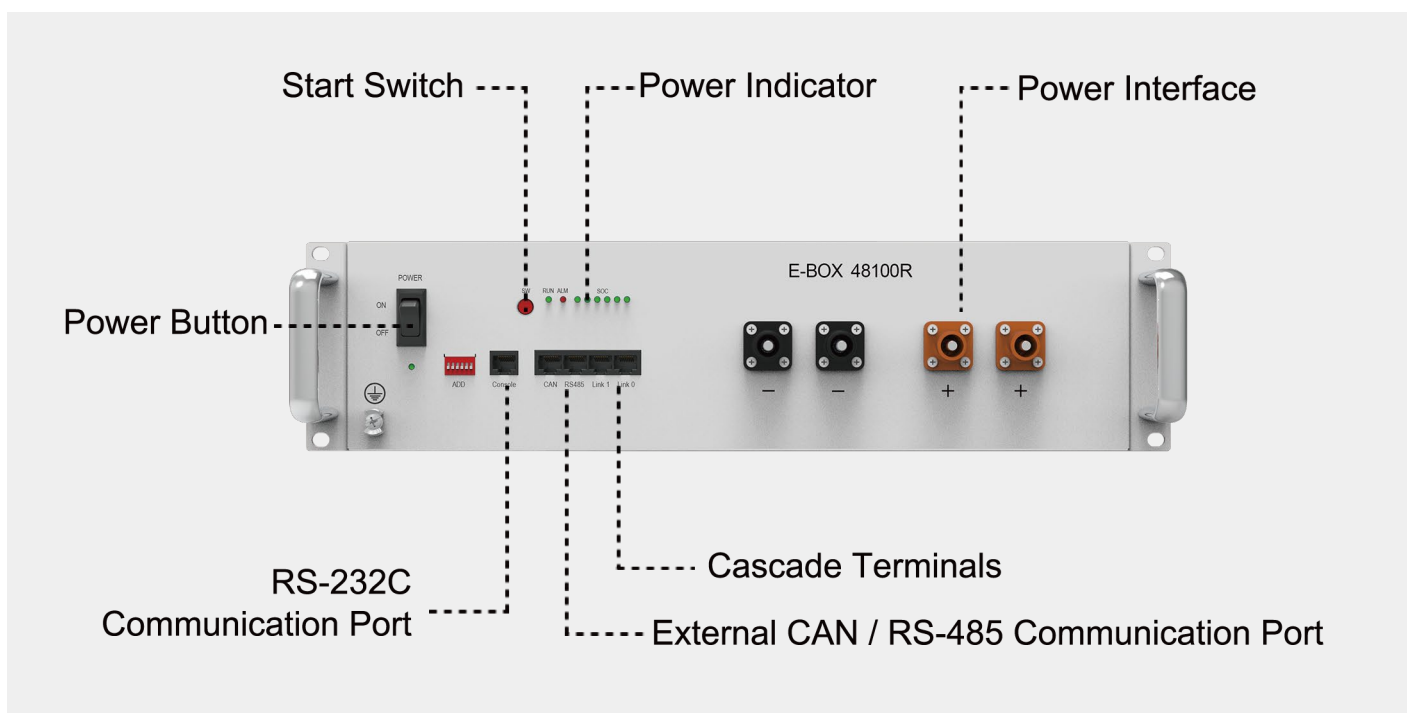 Start Switch
Power Indicator
Power Interface
E-BOX 48100R
POWER
SW
RUN ALM
SOC
ON
Power Button
OFF
ADD
Console
CAN RS485 Link 1 Link 0
− − + +
Cascade Terminals
RS-232C
Communication Port
External CAN / RS-485 Communication Port